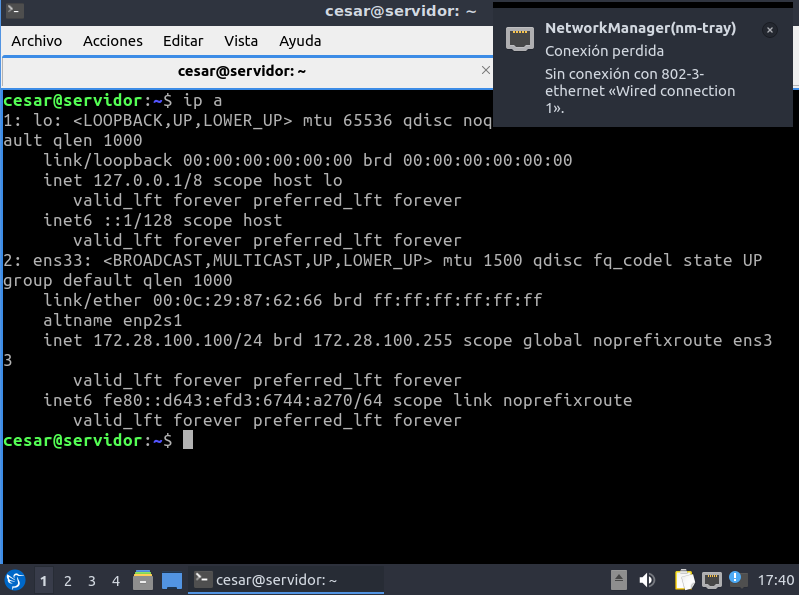 cesar@servidor: ~
NetworkManager(nm-tray)
Conexión perdida
Sin conexión con 802-3-
ethernet «Wired connection
1».
Archivo Acciones Editar Vista Ayuda
cesar@servidor: ~
cesar@servidor:~$ ip a
1: lo: <LOOPBACK,UP,LOWER_UP> mtu 65536 qdisc noq
ault qlen 1000
link/loopback 00:00:00:00:00:00 brd 00:00:00:00:00:00
inet 127.0.0.1/8 scope host lo
valid_lft forever preferred_lft forever
inet6 ::1/128 scope host
valid_lft forever preferred_lft forever
2: ens33: <BROADCAST,MULTICAST,UP,LOWER_UP> mtu 1500 qdisc fq_codel state UP
group default qlen 1000
link/ether 00:0c:29:87:62:66 brd ff:ff:ff:ff:ff:ff
altname enp2s1
inet 172.28.100.100/24 brd 172.28.100.255 scope global noprefixroute ens3
3
valid_lft forever preferred_lft forever
inet6 fe80::d643:efd3:6744:a270/64 scope link noprefixroute
valid_lft forever preferred_lft forever
cesar@servidor:~$
1 2 3 4 cesar@servidor: ~ 17:40